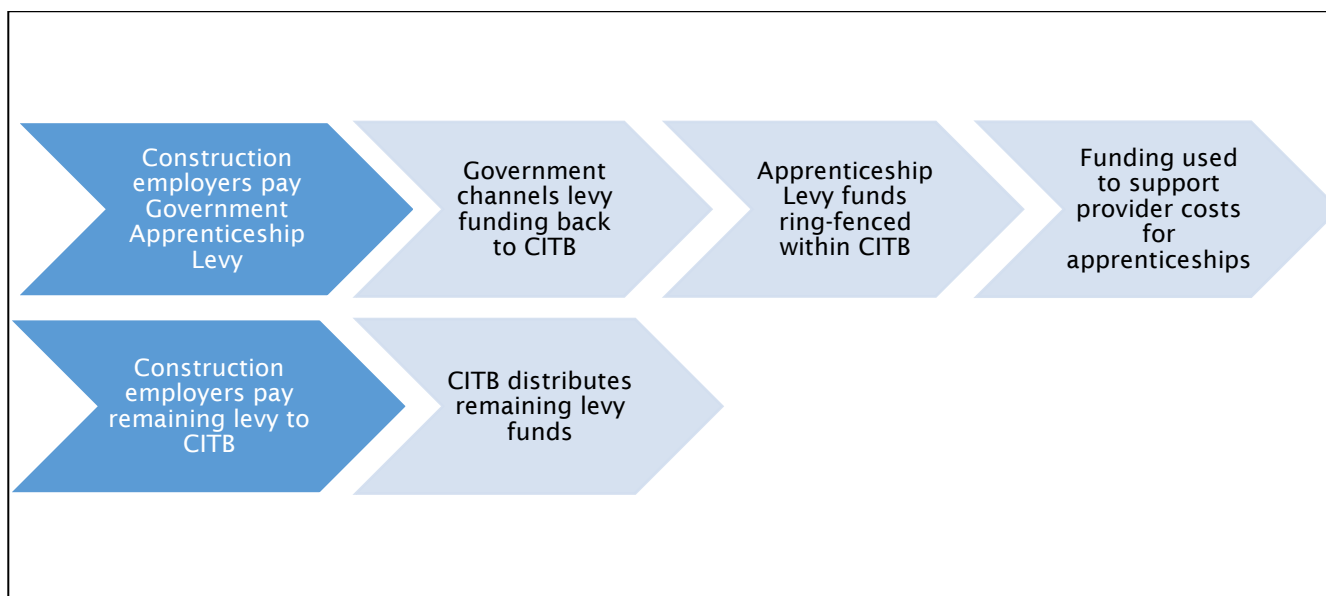 Construction
employers pay
Government
Apprenticeship
Levy
Government
channels levy
funding back
to CITB
Apprenticeship
Levy funds
ring-fenced
within CITB
Funding used
to support
provider costs
for
apprenticeships
Construction
employers pay
remaining levy to
CITB
CITB distributes
remaining levy
funds